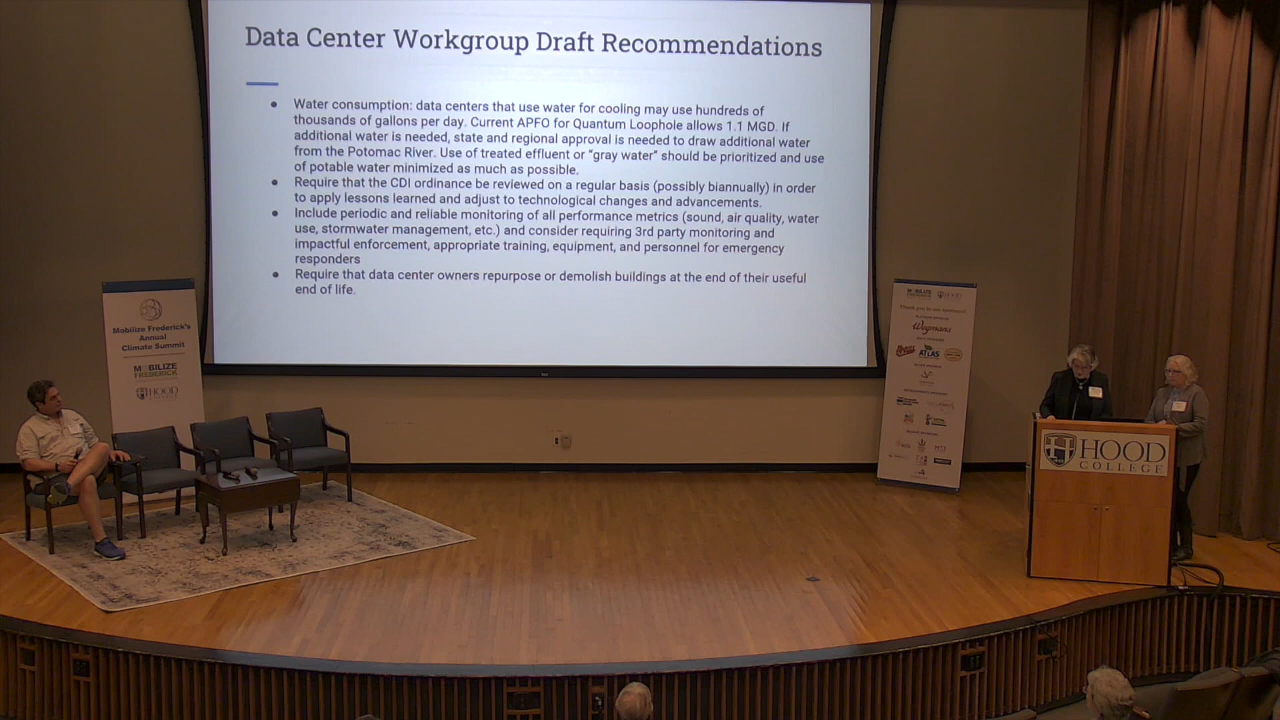 Data Center Workgroup Draft Recommendations
● Water consumption: data centers that use water for cooling may use hundreds of
thousands of gallons per day. Current APFO for Quantum Loophole allows 1.1 MGD. If
additional water is needed, state and regional approval is needed to draw additional water
from the Potomac River. Use of treated effluent or “gray water” should be prioritized and use
of potable water minimized as much as possible.
● Require that the CDI ordinance be reviewed on a regular basis (possibly biannually) in order
to apply lessons learned and adjust to technological changes and advancements.
● Include periodic and reliable monitoring of all performance metrics (sound, air quality, water
use, stormwater management, etc.) and consider requiring 3rd party monitoring and
impactful enforcement, appropriate training, equipment, and personnel for emergency
responders
● Require that data center owners repurpose or demolish buildings at the end of their useful
end of life.
Mobilize Frederick's
Annual
Climate Summit
MOBILIZE
FREDERICK
HOOD
MOBILIZE
FREDERICK
HOOD
Thank you to our sponsors!
Wegmans
ATLAS
HOOD
COLLEGE